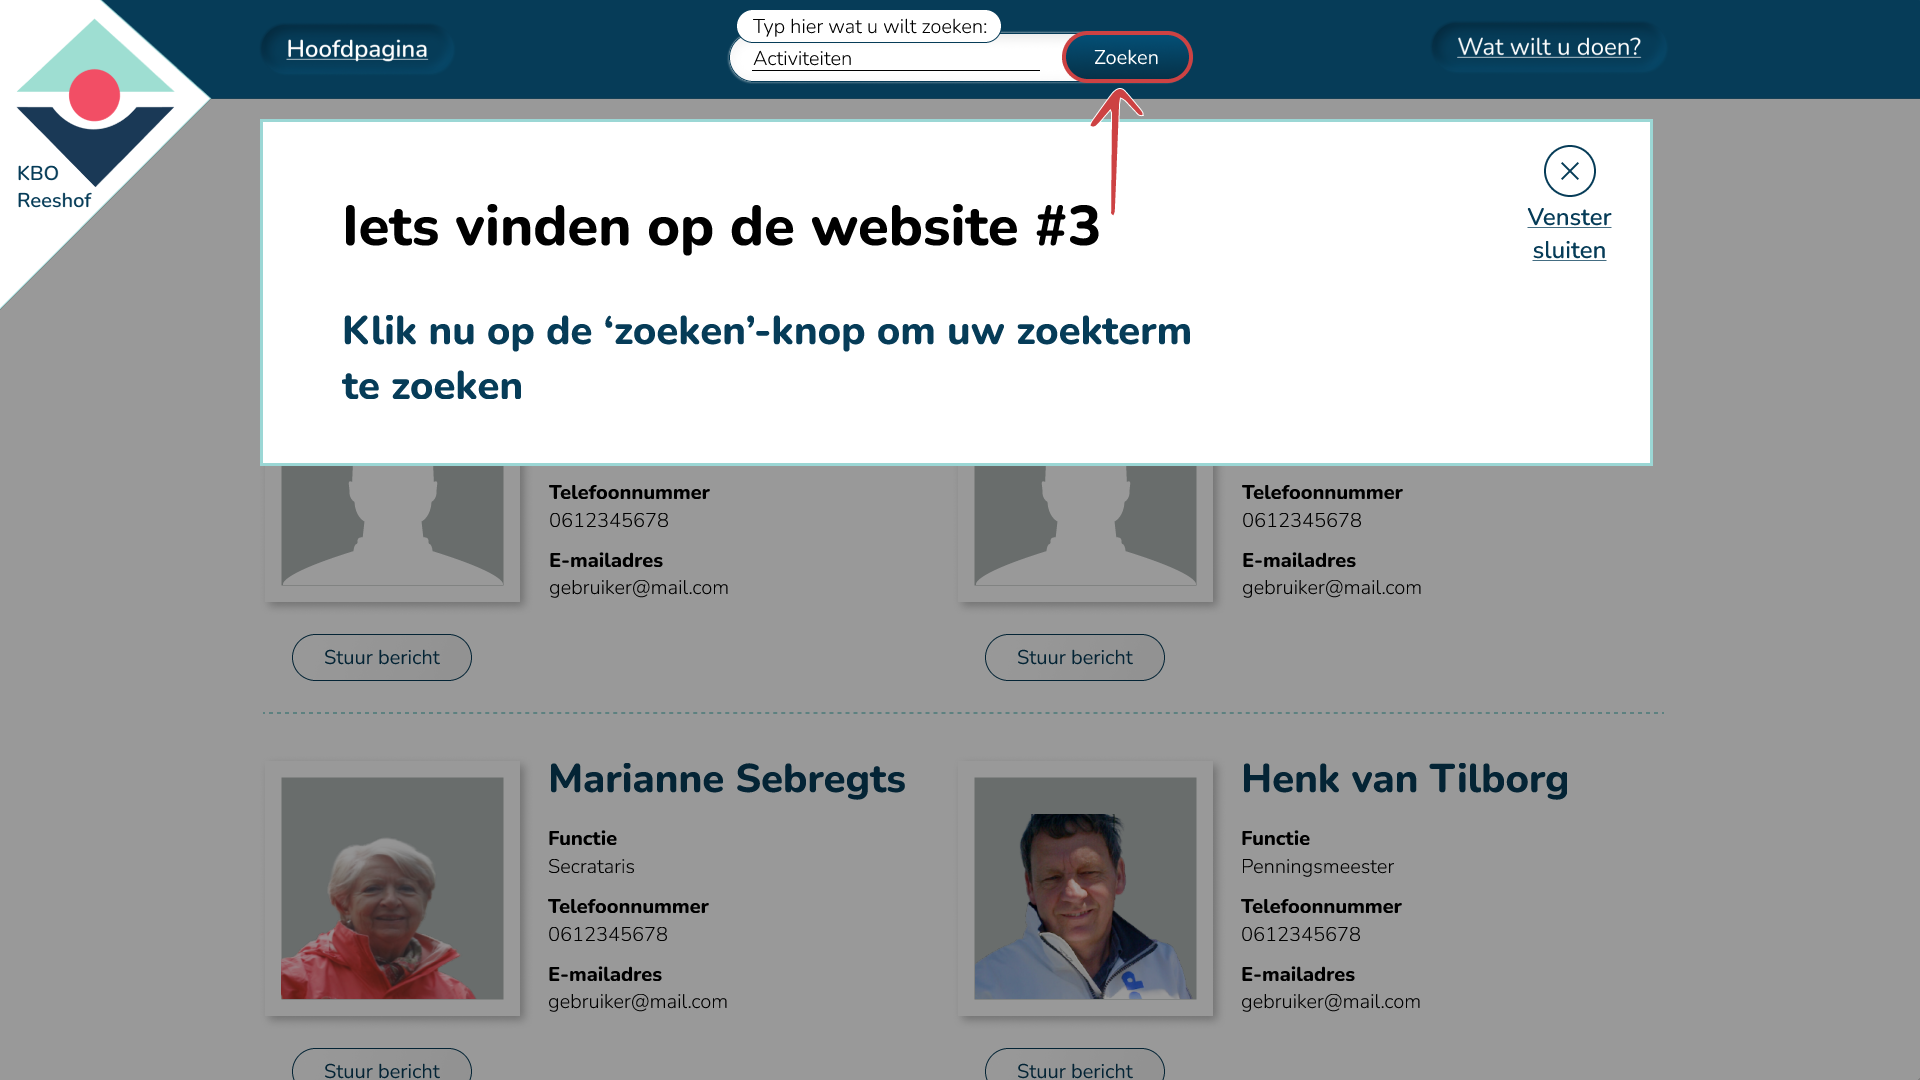 KBO
Reeshof
Hoofdpagina
Typ hier wat u wilt zoeken:
Activiteiten
Zoeken
Wat wilt u doen?
Iets vinden op de website #3
Klik nu op de ‘zoeken’-knop om uw zoekterm
te zoeken
Venster
sluiten
Telefoonnummer
0612345678
E-mailadres
gebruiker@mail.com
Stuur bericht
Telefoonnummer
0612345678
E-mailadres
gebruiker@mail.com
Stuur bericht
Marianne Sebregts
Functie
Secrataris
Telefoonnummer
0612345678
E-mailadres
gebruiker@mail.com
Stuur bericht
Henk van Tilborg
Functie
Penningsmeester
Telefoonnummer
0612345678
E-mailadres
gebruiker@mail.com
Stuur bericht